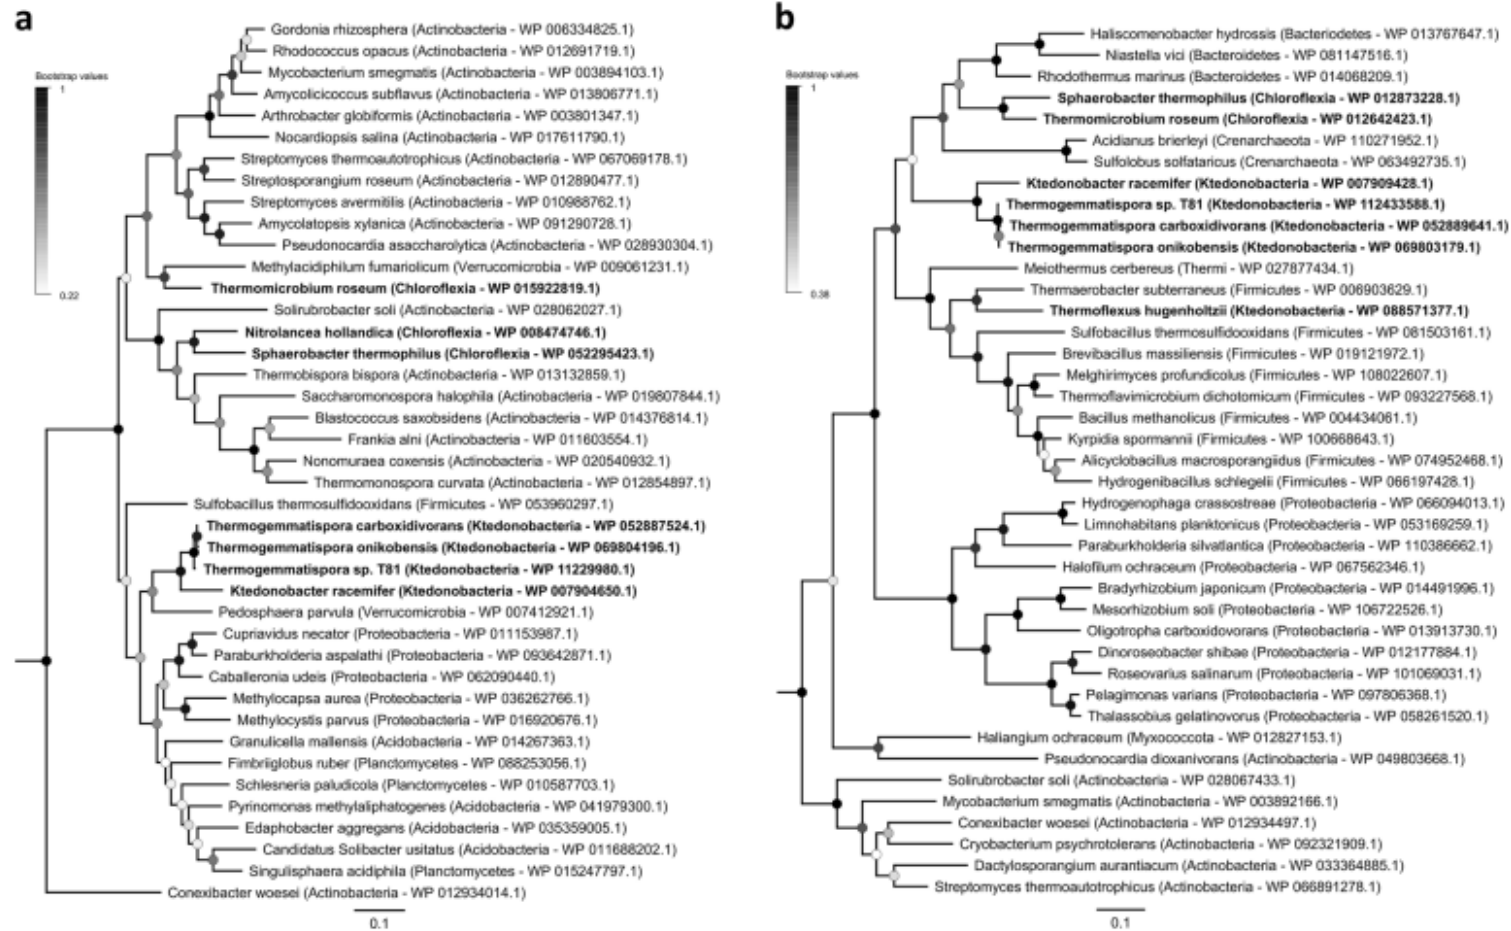 a
Gordonia rhizosphera (Actinobacteria - WP 006334825.1)
Rhodococcus opacus (Actinobacteria - WP 012691719.1)
Mycobacterium smegmatis (Actinobacteria - WP 003894103.1)
Amycolicicoccus subflavus (Actinobacteria - WP 013806771.1)
Arthrobacter globiformis (Actinobacteria - WP 003801347.1)
Nocardiopsis salina (Actinobacteria - WP 017611790.1)
Streptomyces thermoautotrophicus (Actinobacteria - WP 067069178.1)
Streptosporangium roseum (Actinobacteria - WP 012890477.1)
Streptomyces avermitilis (Actinobacteria - WP 010988762.1)
Amycolatopsis xylanica (Actinobacteria - WP 091290728.1)
Pseudonocardia asaccharolytica (Actinobacteria - WP 028930304.1)
Methylacidiphilum fumariolicum (Verrucomicrobia - WP 009061231.1)
Thermomicrobium roseum (Chloroflexia - WP 015922819.1)
Solirubrobacter soli (Actinobacteria - WP 028062027.1)
Nitrolancea hollandica (Chloroflexia - WP 008474746.1)
Sphaerobacter thermophilus (Chloroflexia - WP 052295423.1)
Thermobispora bispora (Actinobacteria - WP 013132859.1)
Saccharomonospora halophila (Actinobacteria - WP 019807844.1)
Blastococcus saxobsidens (Actinobacteria - WP 014376814.1)
Frankia alni (Actinobacteria - WP 011603554.1)
Nonomuraea coxensis (Actinobacteria - WP 020540932.1)
Thermomonospora curvata (Actinobacteria - WP 012854897.1)
Sulfobacillus thermosulfidooxidans (Firmicutes - WP 053960297.1)
Thermogemmatispora carboxidivorans (Ktedonobacteria - WP 052887524.1)
Thermogemmatispora onikobensis (Ktedonobacteria - WP 069804196.1)
Thermogemmatispora sp. T81 (Ktedonobacteria - WP 11229980.1)
Ktedonobacter racemifer (Ktedonobacteria - WP 007904650.1)
Pedosphaera parvula (Verrucomicrobia - WP 007412921.1)
Cupriavidus necator (Proteobacteria - WP 011153987.1)
Paraburkholderia aspalathi (Proteobacteria - WP 093642871.1)
Caballeronia udeis (Proteobacteria - WP 062090440.1)
Methylocapsa aurea (Proteobacteria - WP 036262766.1)
Methylocystis parvus (Proteobacteria - WP 016920676.1)
Granulicella mallensis (Acidobacteria - WP 014267363.1)
Fimbriiglobus ruber (Planctomycetes - WP 088253056.1)
Schlesneria paludicola (Planctomycetes - WP 010587703.1)
Pyrinomonas methylaliphatogenes (Acidobacteria - WP 041979300.1)
Edaphobacter aggregans (Acidobacteria - WP 035359005.1)
Candidatus Solibacter usitatus (Acidobacteria - WP 011688202.1)
Singulisphaera acidiphila (Planctomycetes - WP 015247797.1)
Conexibacter woesei (Actinobacteria - WP 012934014.1)
Bootstrap values
1
0.22
0.1
b
Haliscomenobacter hydrossis (Bacteriodetes - WP 013767647.1)
Niastella vici (Bacteroidetes - WP 081147516.1)
Rhodothermus marinus (Bacteroidetes - WP 014068209.1)
Sphaerobacter thermophilus (Chloroflexia - WP 012873228.1)
Thermomicrobium roseum (Chloroflexia - WP 012642423.1)
Acidianus brierleyi (Crenarchaeota - WP 110271952.1)
Sulfolobus solfataricus (Crenarchaeota - WP 063492735.1)
Ktedonobacter racemifer (Ktedonobacteria - WP 007909428.1)
Thermogemmatispora sp. T81 (Ktedonobacteria - WP 112433588.1)
Thermogemmatispora carboxidivorans (Ktedonobacteria - WP 052889641.1)
Thermogemmatispora onikobensis (Ktedonobacteria - WP 069803179.1)
Meiothermus cerbereus (Thermi - WP 027877434.1)
Thermaerobacter subterraneus (Firmicutes - WP 006903629.1)
Thermoflexus hugenholtzii (Ktedonobacteria - WP 088571377.1)
Sulfobacillus thermosulfidooxidans (Firmicutes - WP 081503161.1)
Brevibacillus massiliensis (Firmicutes - WP 019121972.1)
Melghirimyces profundicolus (Firmicutes - WP 108022607.1)
Thermoflavimicrobium dichotomicum (Firmicutes - WP 093227568.1)
Bacillus methanolicus (Firmicutes - WP 004434061.1)
Kyrpidia spormannii (Firmicutes - WP 100668643.1)
Alicyclobacillus macrosporangiidus (Firmicutes - WP 074952468.1)
Hydrogenibacillus schlegelii (Firmicutes - WP 066197428.1)
Hydrogenophaga crassostreae (Proteobacteria - WP 066094013.1)
Limnohabitans planktonicus (Proteobacteria - WP 053169259.1)
Paraburkholderia silvatlantica (Proteobacteria - WP 110386662.1)
Halofilum ochraceum (Proteobacteria - WP 067562346.1)
Bradyrhizobium japonicum (Proteobacteria - WP 014491996.1)
Mesorhizobium soli (Proteobacteria - WP 106722526.1)
Oligotropha carboxidovorans (Proteobacteria - WP 013913730.1)
Dinoroseobacter shibae (Proteobacteria - WP 012177884.1)
Roseovarius salinarum (Proteobacteria - WP 101069031.1)
Pelagimonas varians (Proteobacteria - WP 097806368.1)
Thalassobius gelatinovorus (Proteobacteria - WP 058261520.1)
Haliangium ochraceum (Myxococcota - WP 012827153.1)
Pseudonocardia dioxanivorans (Actinobacteria - WP 049803668.1)
Solirubrobacter soli (Actinobacteria - WP 028067433.1)
Mycobacterium smegmatis (Actinobacteria - WP 003892166.1)
Conexibacter woesei (Actinobacteria - WP 012934497.1)
Cryobacterium psychrotolerans (Actinobacteria - WP 092321909.1)
Dactylosporangium aurantiacum (Actinobacteria - WP 033364885.1)
Streptomyces thermoautotrophicus (Actinobacteria - WP 066891278.1)
Bootstrap values
1
0.38
0.1